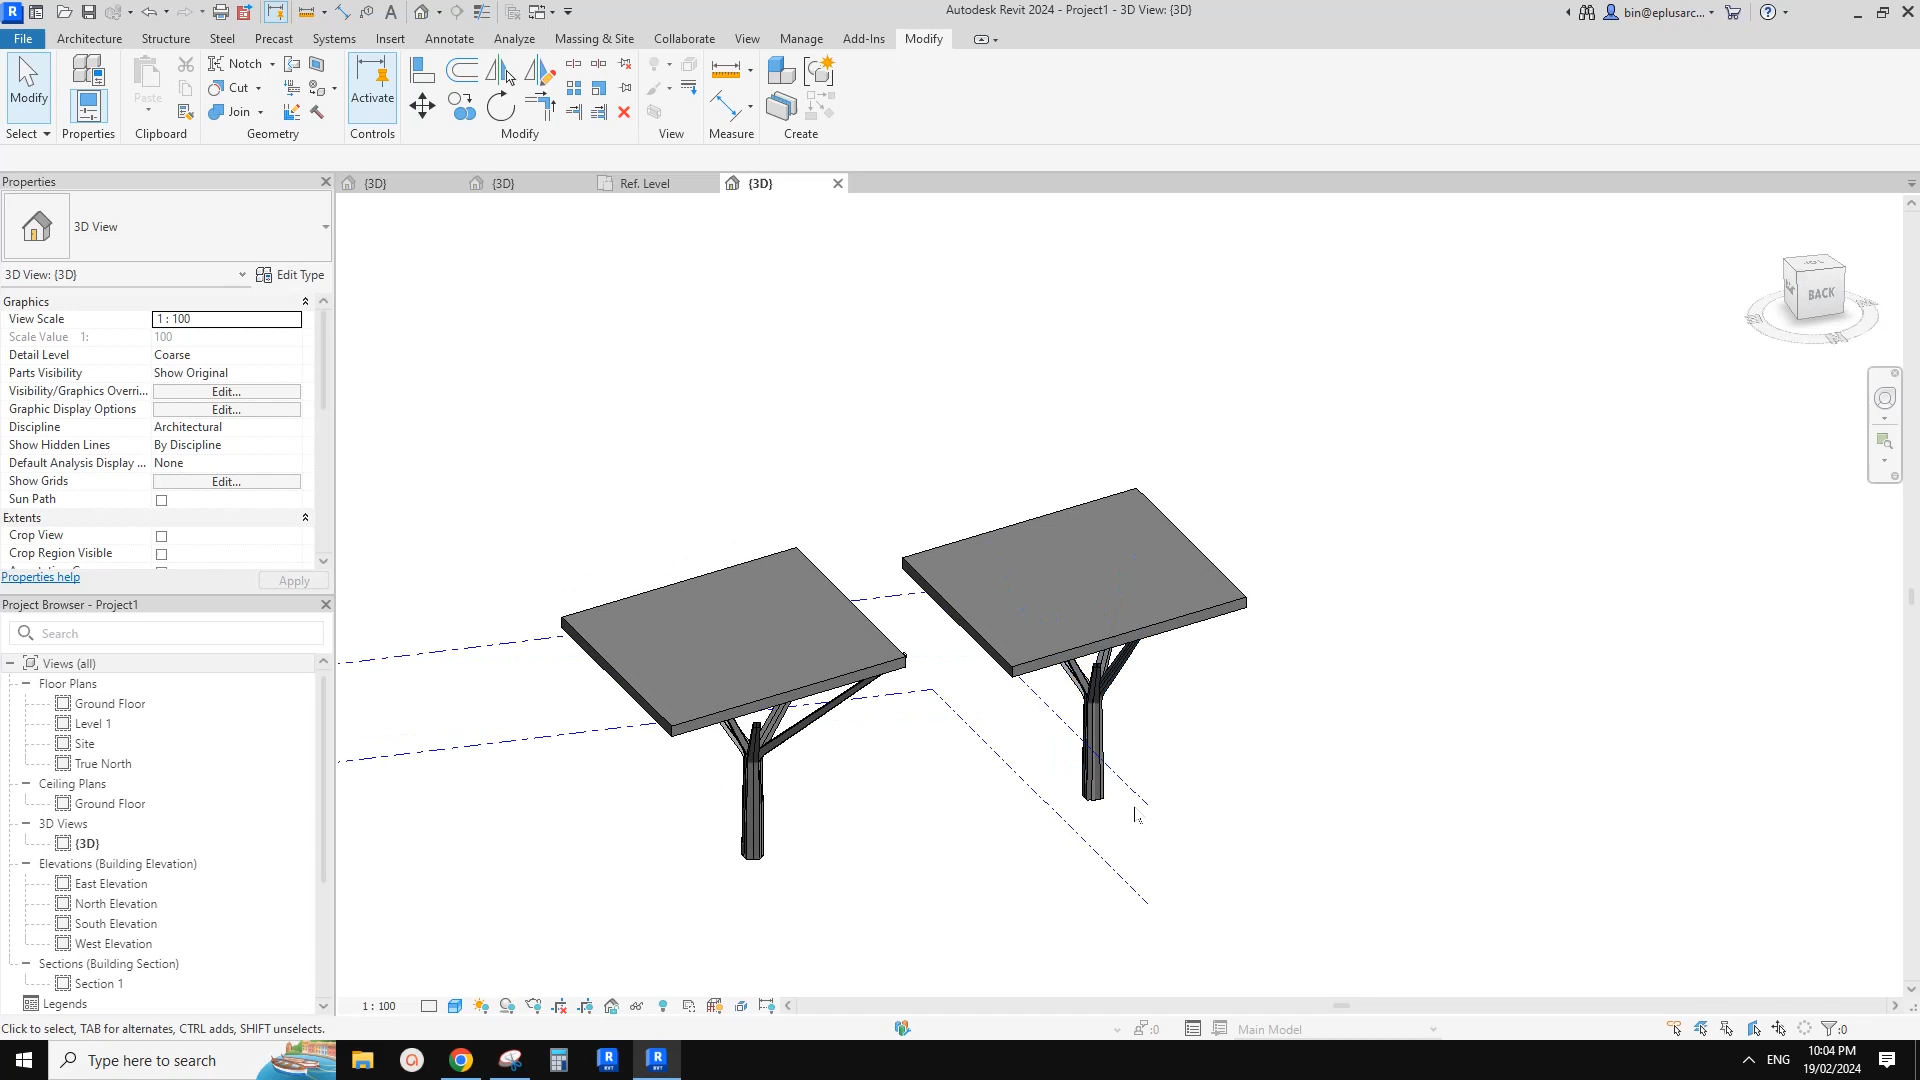 Autodesk Revit 2024 - Project1 - 3D View: {3D}
bin@eplusarc...
File Architecture Structure Steel Precast Systems Insert Annotate Analyze Massing & Site Collaborate View Manage Add-Ins Modify
Modify
Paste
Notch
Cut
Join
Activate
Select Properties Clipboard Geometry Controls Modify View Measure Create
Properties
{3D} {3D} Ref. Level {3D}
3D View
3D View: {3D} Edit Type
Graphics
View Scale 1 : 100
Scale Value 1: 100
Detail Level Coarse
Parts Visibility Show Original
Visibility/Graphics Overri... Edit...
Graphic Display Options Edit...
Discipline Architectural
Show Hidden Lines By Discipline
Default Analysis Display ... None
Show Grids Edit...
Sun Path
Extents
Crop View
Crop Region Visible
Properties help Apply
Project Browser - Project1
Search
Views (all)
Floor Plans
Ground Floor
Level 1
Site
True North
Ceiling Plans
Ground Floor
3D Views
{3D}
Elevations (Building Elevation)
East Elevation
North Elevation
South Elevation
West Elevation
Sections (Building Section)
Section 1
Legends
BACK
1 : 100
Click to select, TAB for alternates, CTRL adds, SHIFT unselects.
:0
Main Model
:0
Type here to search
ENG
10:04 PM
19/02/2024